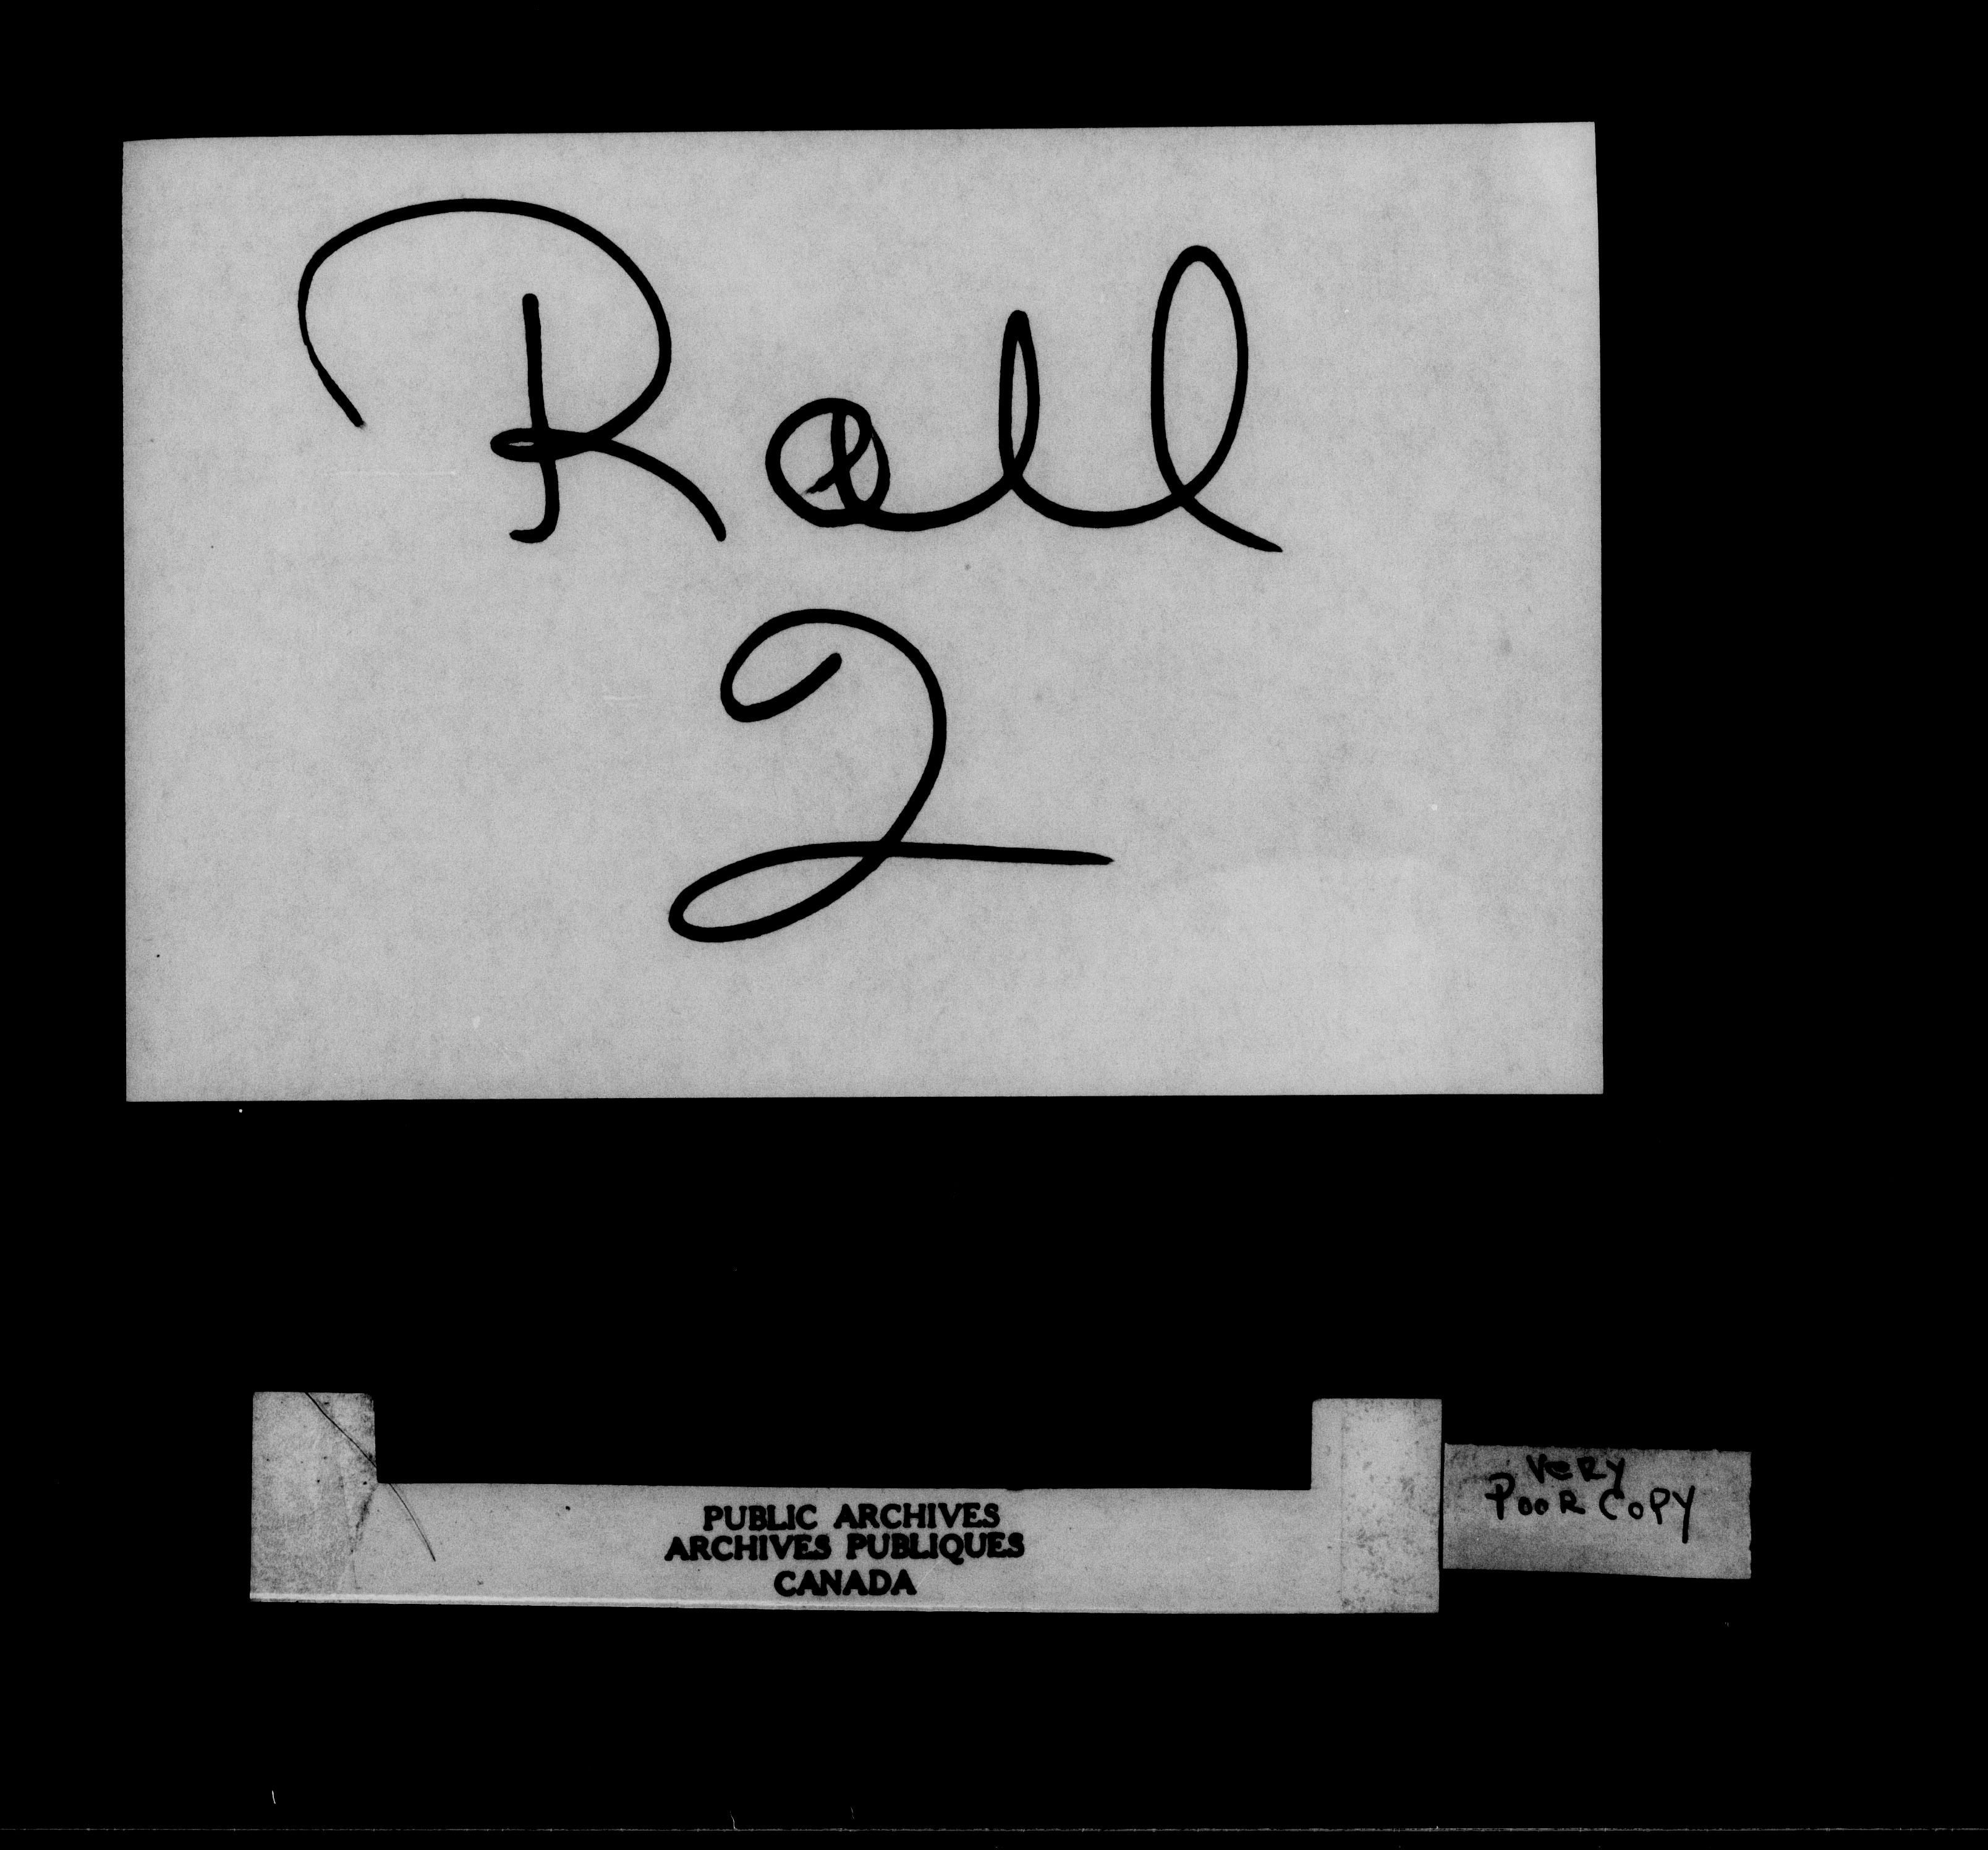 Roll
2
PUBLIC ARCHIVES
ARCHIVES PUBLIQUES
CANADA
VeRY
PooR CoPY